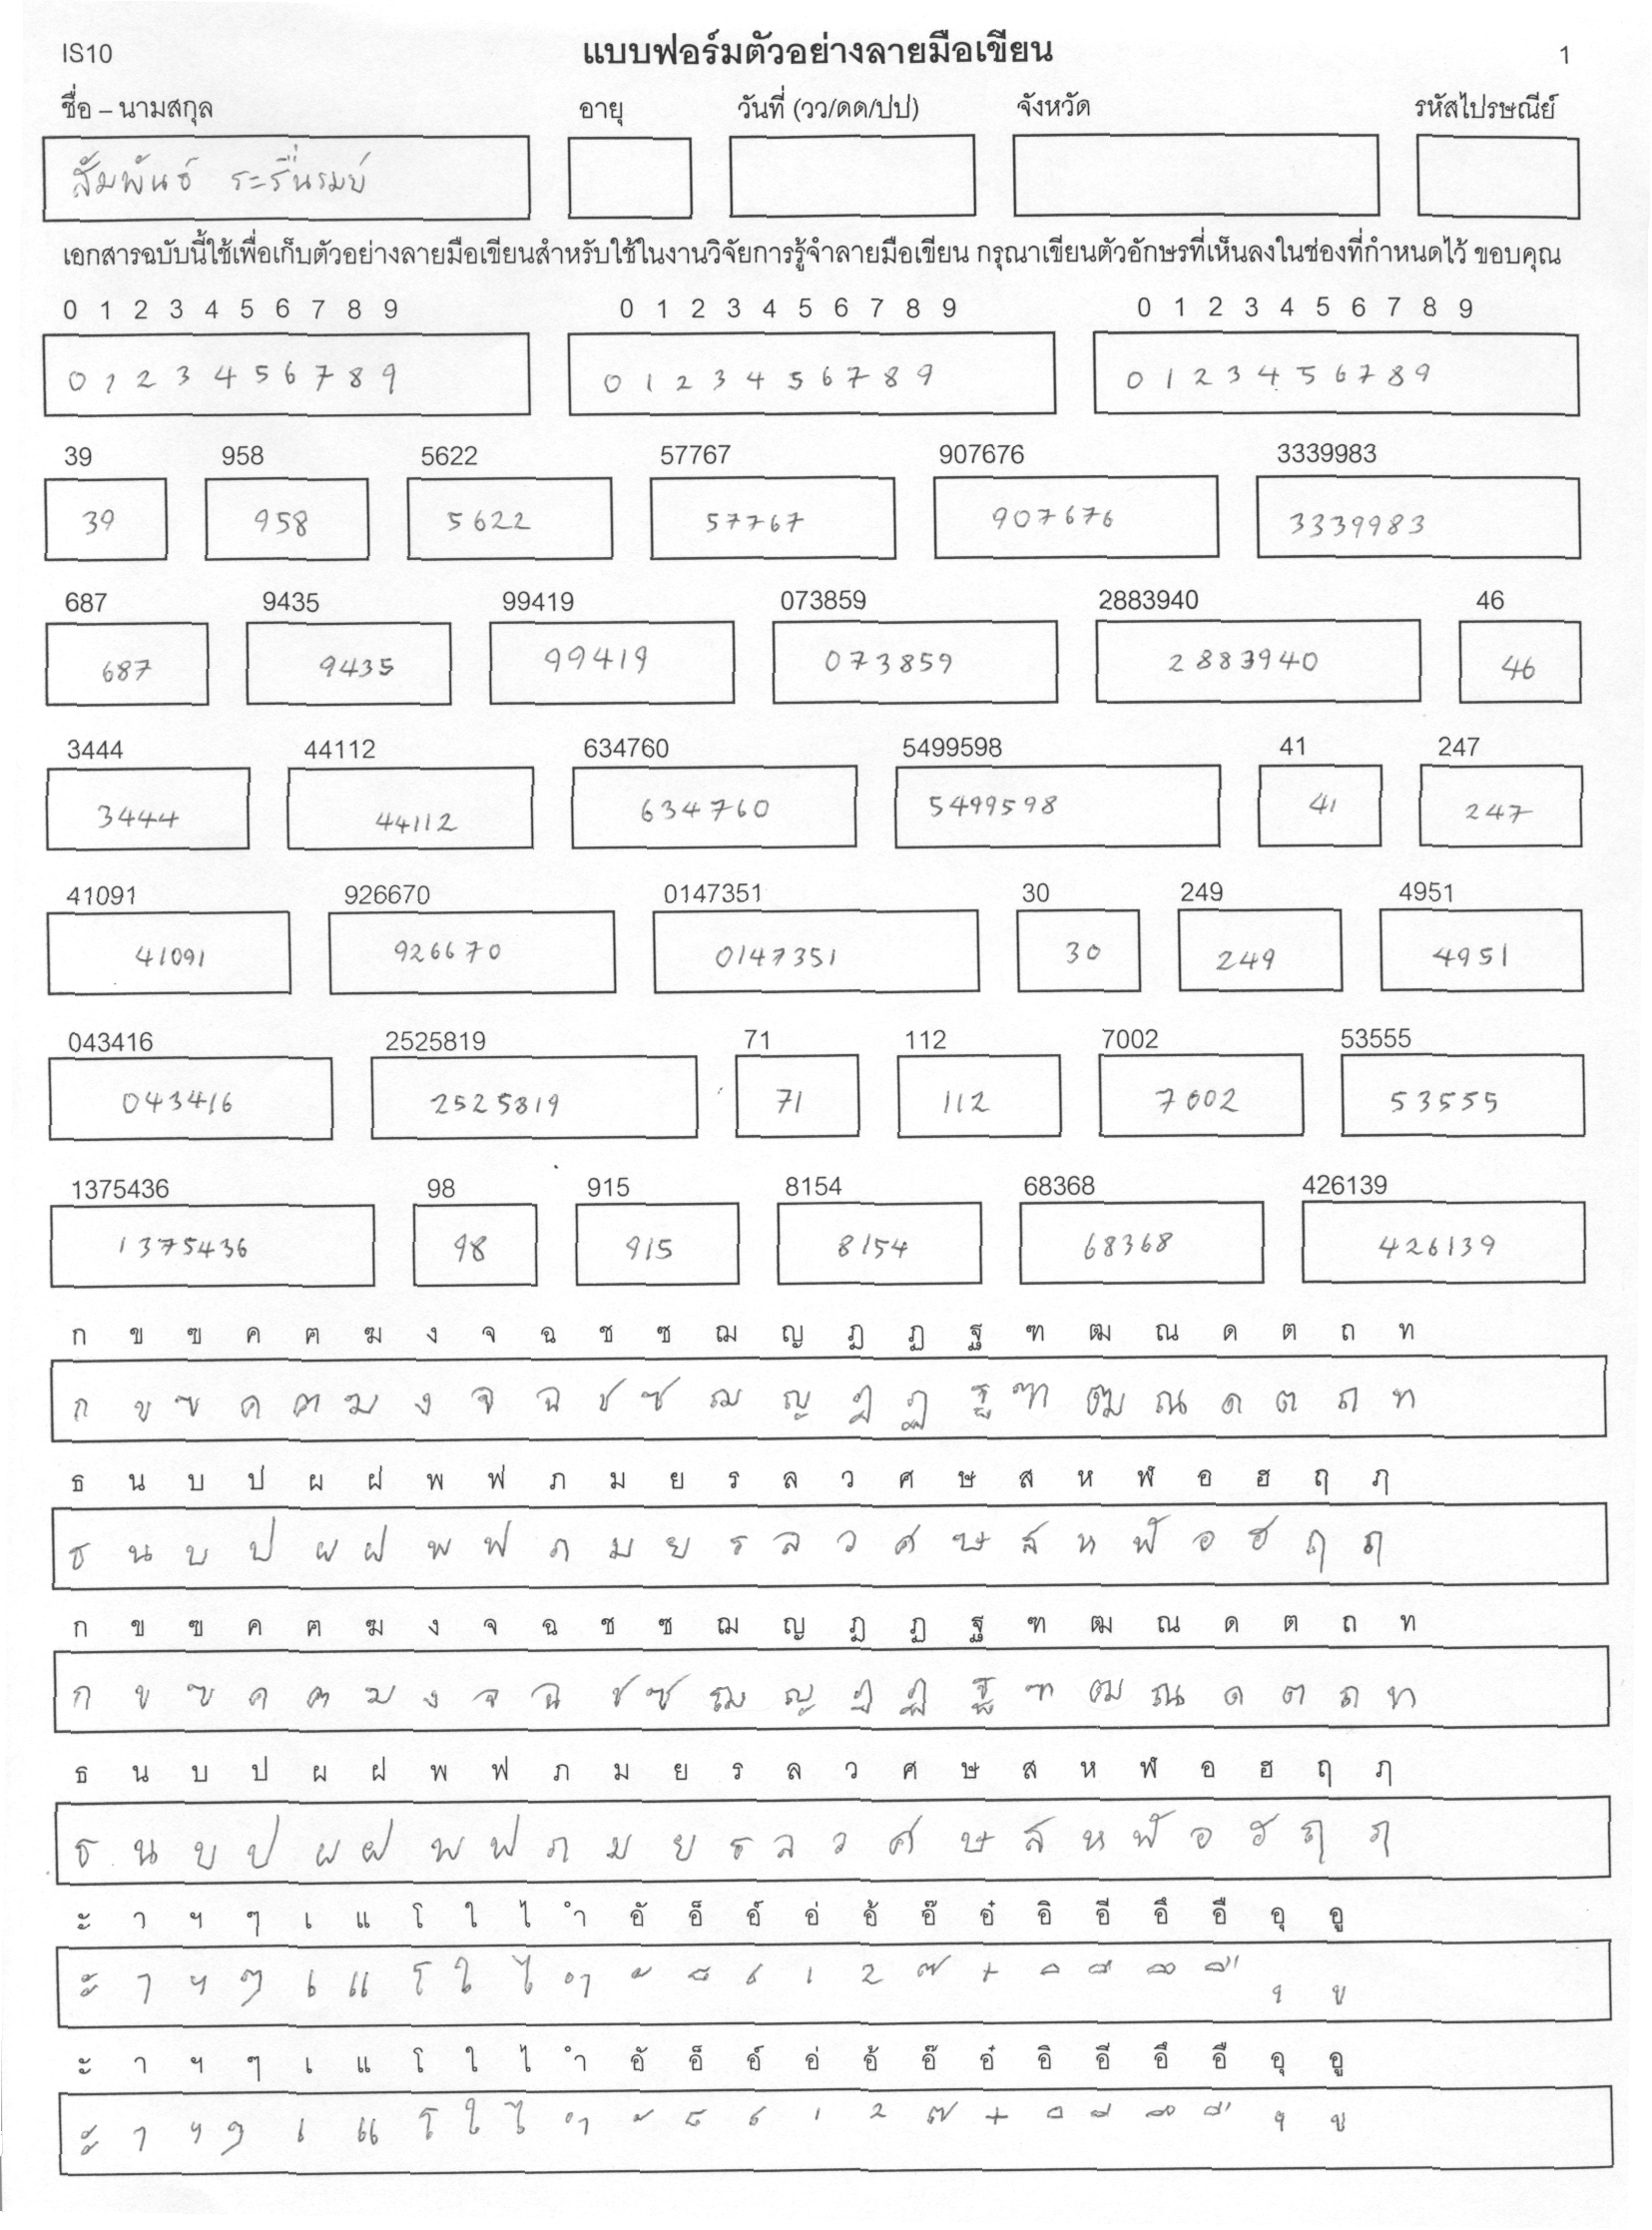 IS10 แบบฟอร์มตัวอย่างลายมือเขียน 1
ชื่อ – นามสกุล อายุ วันที่ (วว/ดด/ปป) จังหวัด รหัสไปรษณีย์
สัมพันธ์ ระรื่นรมย์
เอกสารฉบับนี้ใช้เพื่อเก็บตัวอย่างลายมือเขียนสำหรับใช้ในงานวิจัยการรู้จำลายมือเขียน กรุณาเขียนตัวอักษรที่เห็นลงในช่องที่กำหนดไว้ ขอบคุณ
0 1 2 3 4 5 6 7 8 9 0 1 2 3 4 5 6 7 8 9 0 1 2 3 4 5 6 7 8 9
0 1 2 3 4 5 6 7 8 9 0 1 2 3 4 5 6 7 8 9 0 1 2 3 4 5 6 7 8 9
39 958 5622 57767 907676 3339983
39 958 5622 57767 907676 3339983
687 9435 99419 073859 2883940 46
687 9435 99419 073859 2883940 46
3444 44112 634760 5499598 41 247
3444 44112 634760 5499598 41 247
41091 926670 0147351 30 249 4951
41091 926670 0147351 30 249 4951
043416 2525819 71 112 7002 53555
043416 2525819 71 112 7002 53555
1375436 98 915 8154 68368 426139
1375436 98 915 8154 68368 426139
ก ข ฃ ค ฅ ฆ ง จ ฉ ช ซ ฌ ญ ฎ ฏ ฐ ฑ ฒ ณ ด ต ถ ท
ก ข ฃ ค ฅ ฆ ง จ ฉ ช ซ ฌ ญ ฎ ฏ ฐ ฑ ฒ ณ ด ต ถ ท
ธ น บ ป ผ ฝ พ ฟ ภ ม ย ร ล ว ศ ษ ส ห ฬ อ ฮ ฤ ฦ
ธ น บ ป ผ ฝ พ ฟ ภ ม ย ร ล ว ศ ษ ส ห ฬ อ ฮ ฤ ฦ
ก ข ฃ ค ฅ ฆ ง จ ฉ ช ซ ฌ ญ ฎ ฏ ฐ ฑ ฒ ณ ด ต ถ ท
ก ข ฃ ค ฅ ฆ ง จ ฉ ช ซ ฌ ญ ฎ ฏ ฐ ฑ ฒ ณ ด ต ถ ท
ธ น บ ป ผ ฝ พ ฟ ภ ม ย ร ล ว ศ ษ ส ห ฬ อ ฮ ฤ ฦ
ธ น บ ป ผ ฝ พ ฟ ภ ม ย ร ล ว ศ ษ ส ห ฬ อ ฮ ฤ ฦ
ะ า ฯ ๆ เ แ โ ใ ไ ำ อั อ็ อ์ อ่ อ้ อ๊ อ๋ อิ อี อึ อื อุ อู
ะ า ฯ ๆ เ แ โ ใ ไ ำ ั ็ ์ ่ ้ ๊ ๋ ิ ี ึ ื ุ ู
ะ า ฯ ๆ เ แ โ ใ ไ ำ อั อ็ อ์ อ่ อ้ อ๊ อ๋ อิ อี อึ อื อุ อู
ะ า ฯ ๆ เ แ โ ใ ไ ำ ั ็ ์ ่ ้ ๊ ๋ ิ ี ึ ื ุ ู